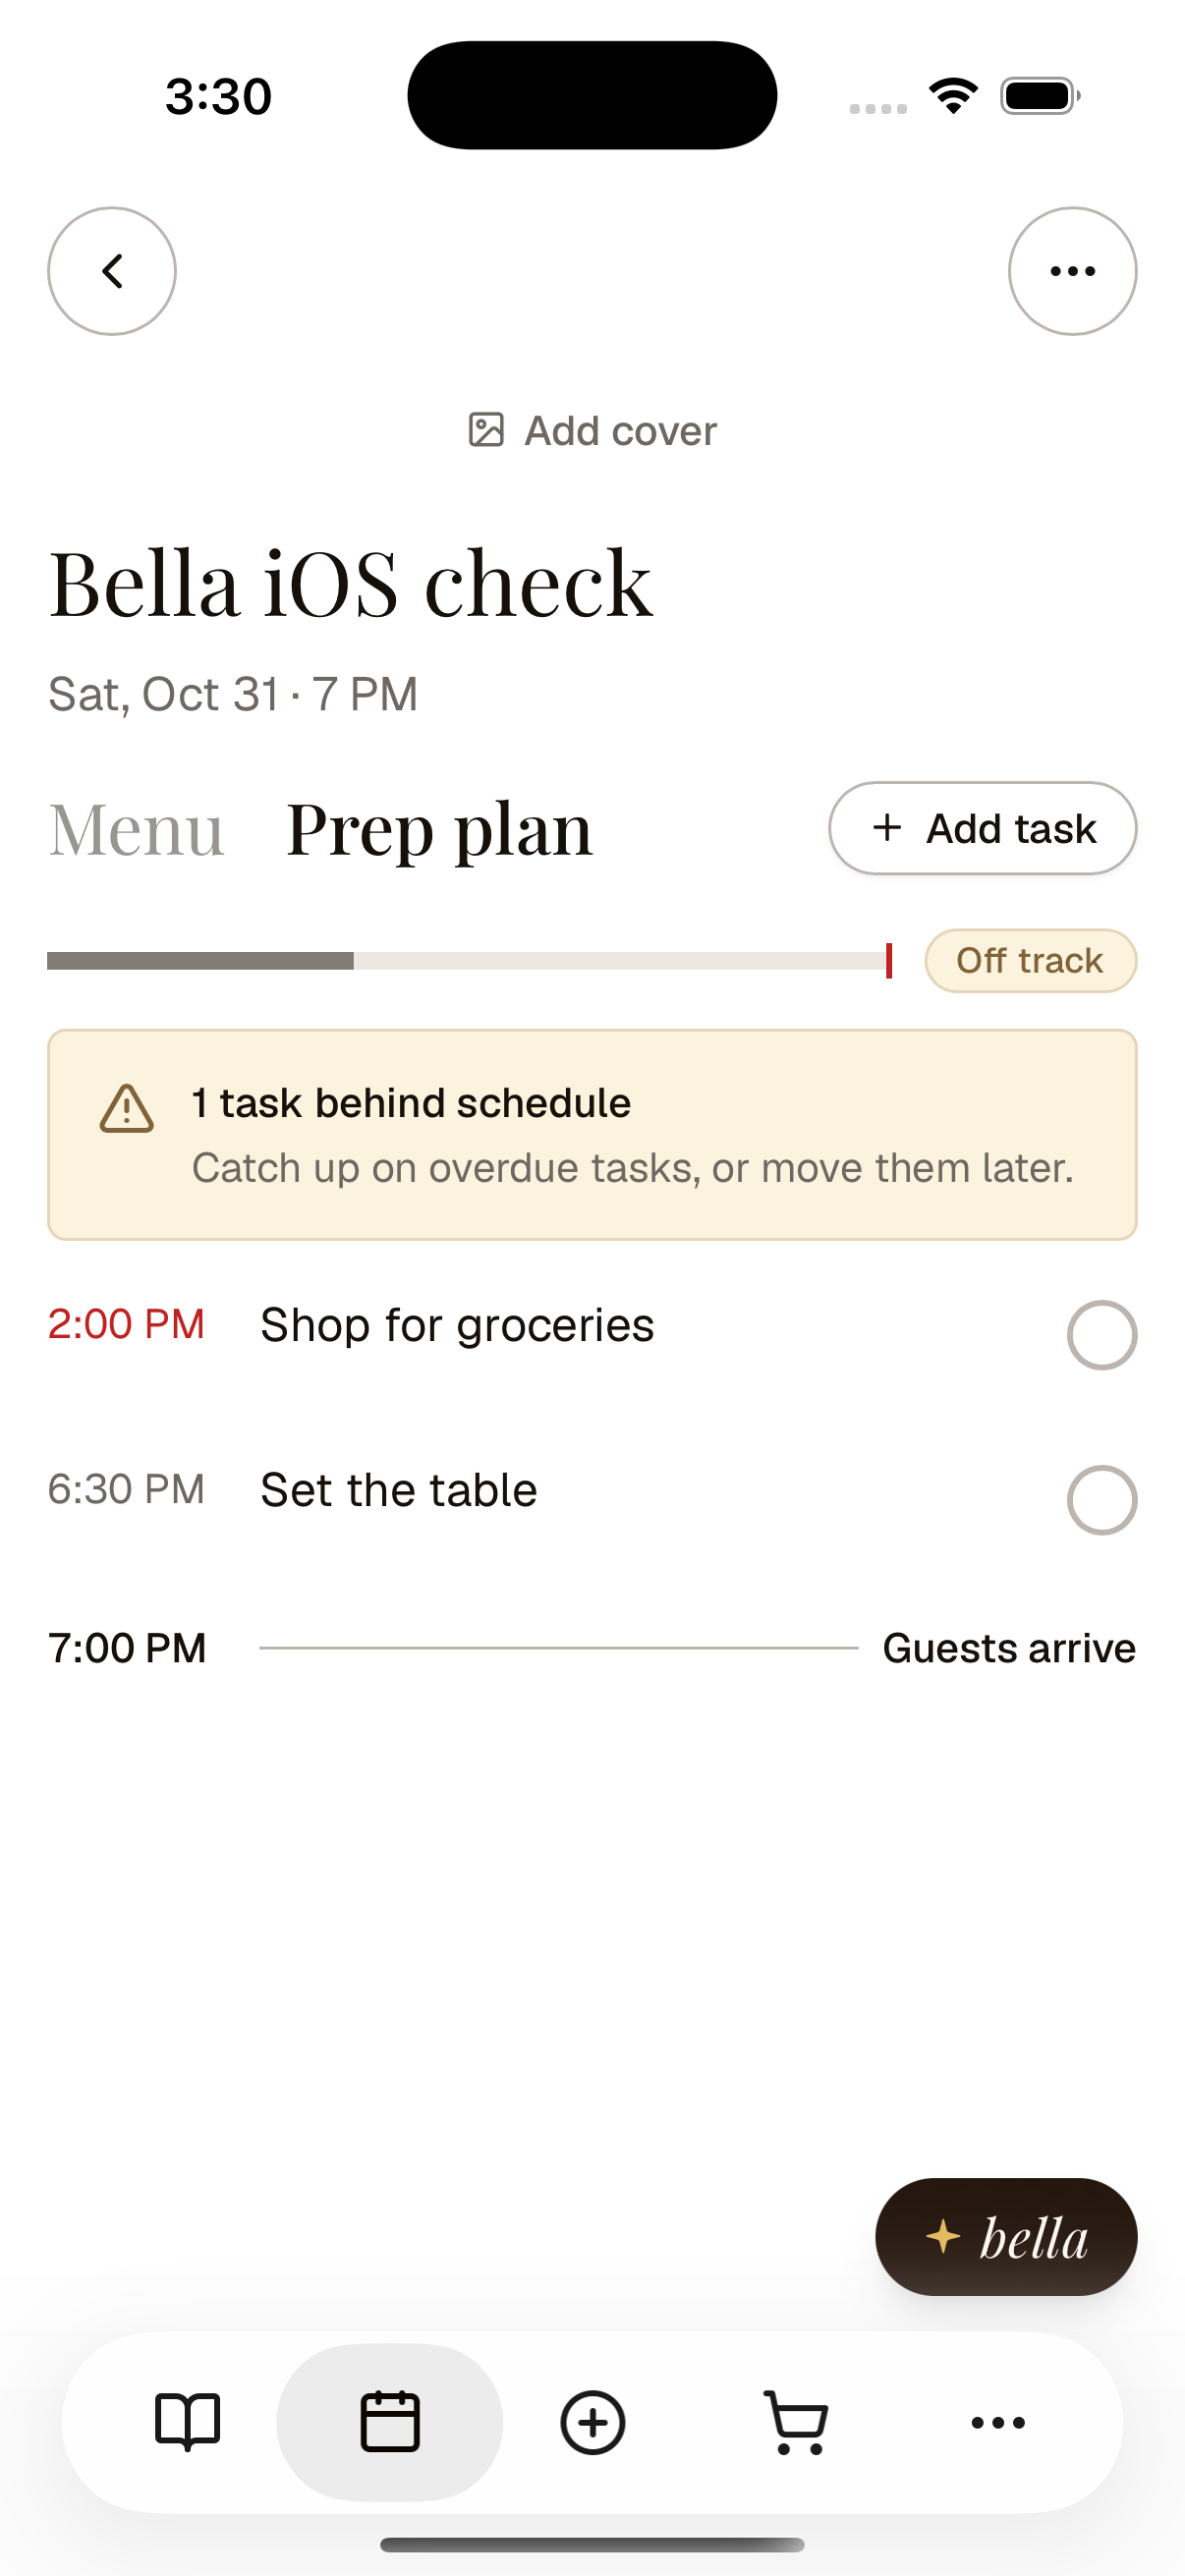 3:30
Add cover
Bella iOS check
Sat, Oct 31 · 7 PM
Menu Prep plan + Add task
Off track
1 task behind schedule
Catch up on overdue tasks, or move them later.
2:00 PM Shop for groceries
6:30 PM Set the table
7:00 PM Guests arrive
bella